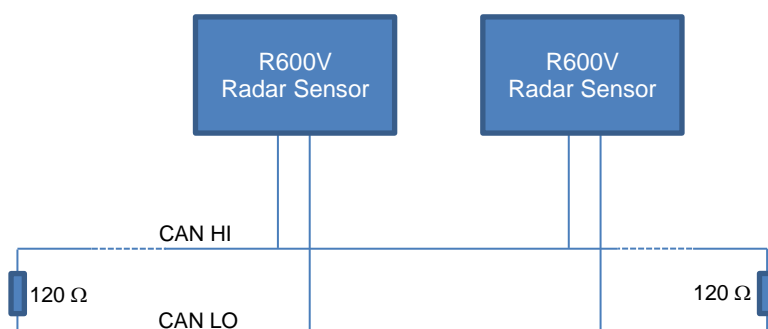 R600V
Radar Sensor
R600V
Radar Sensor
CAN HI
120 Ω
120 Ω
CAN LO